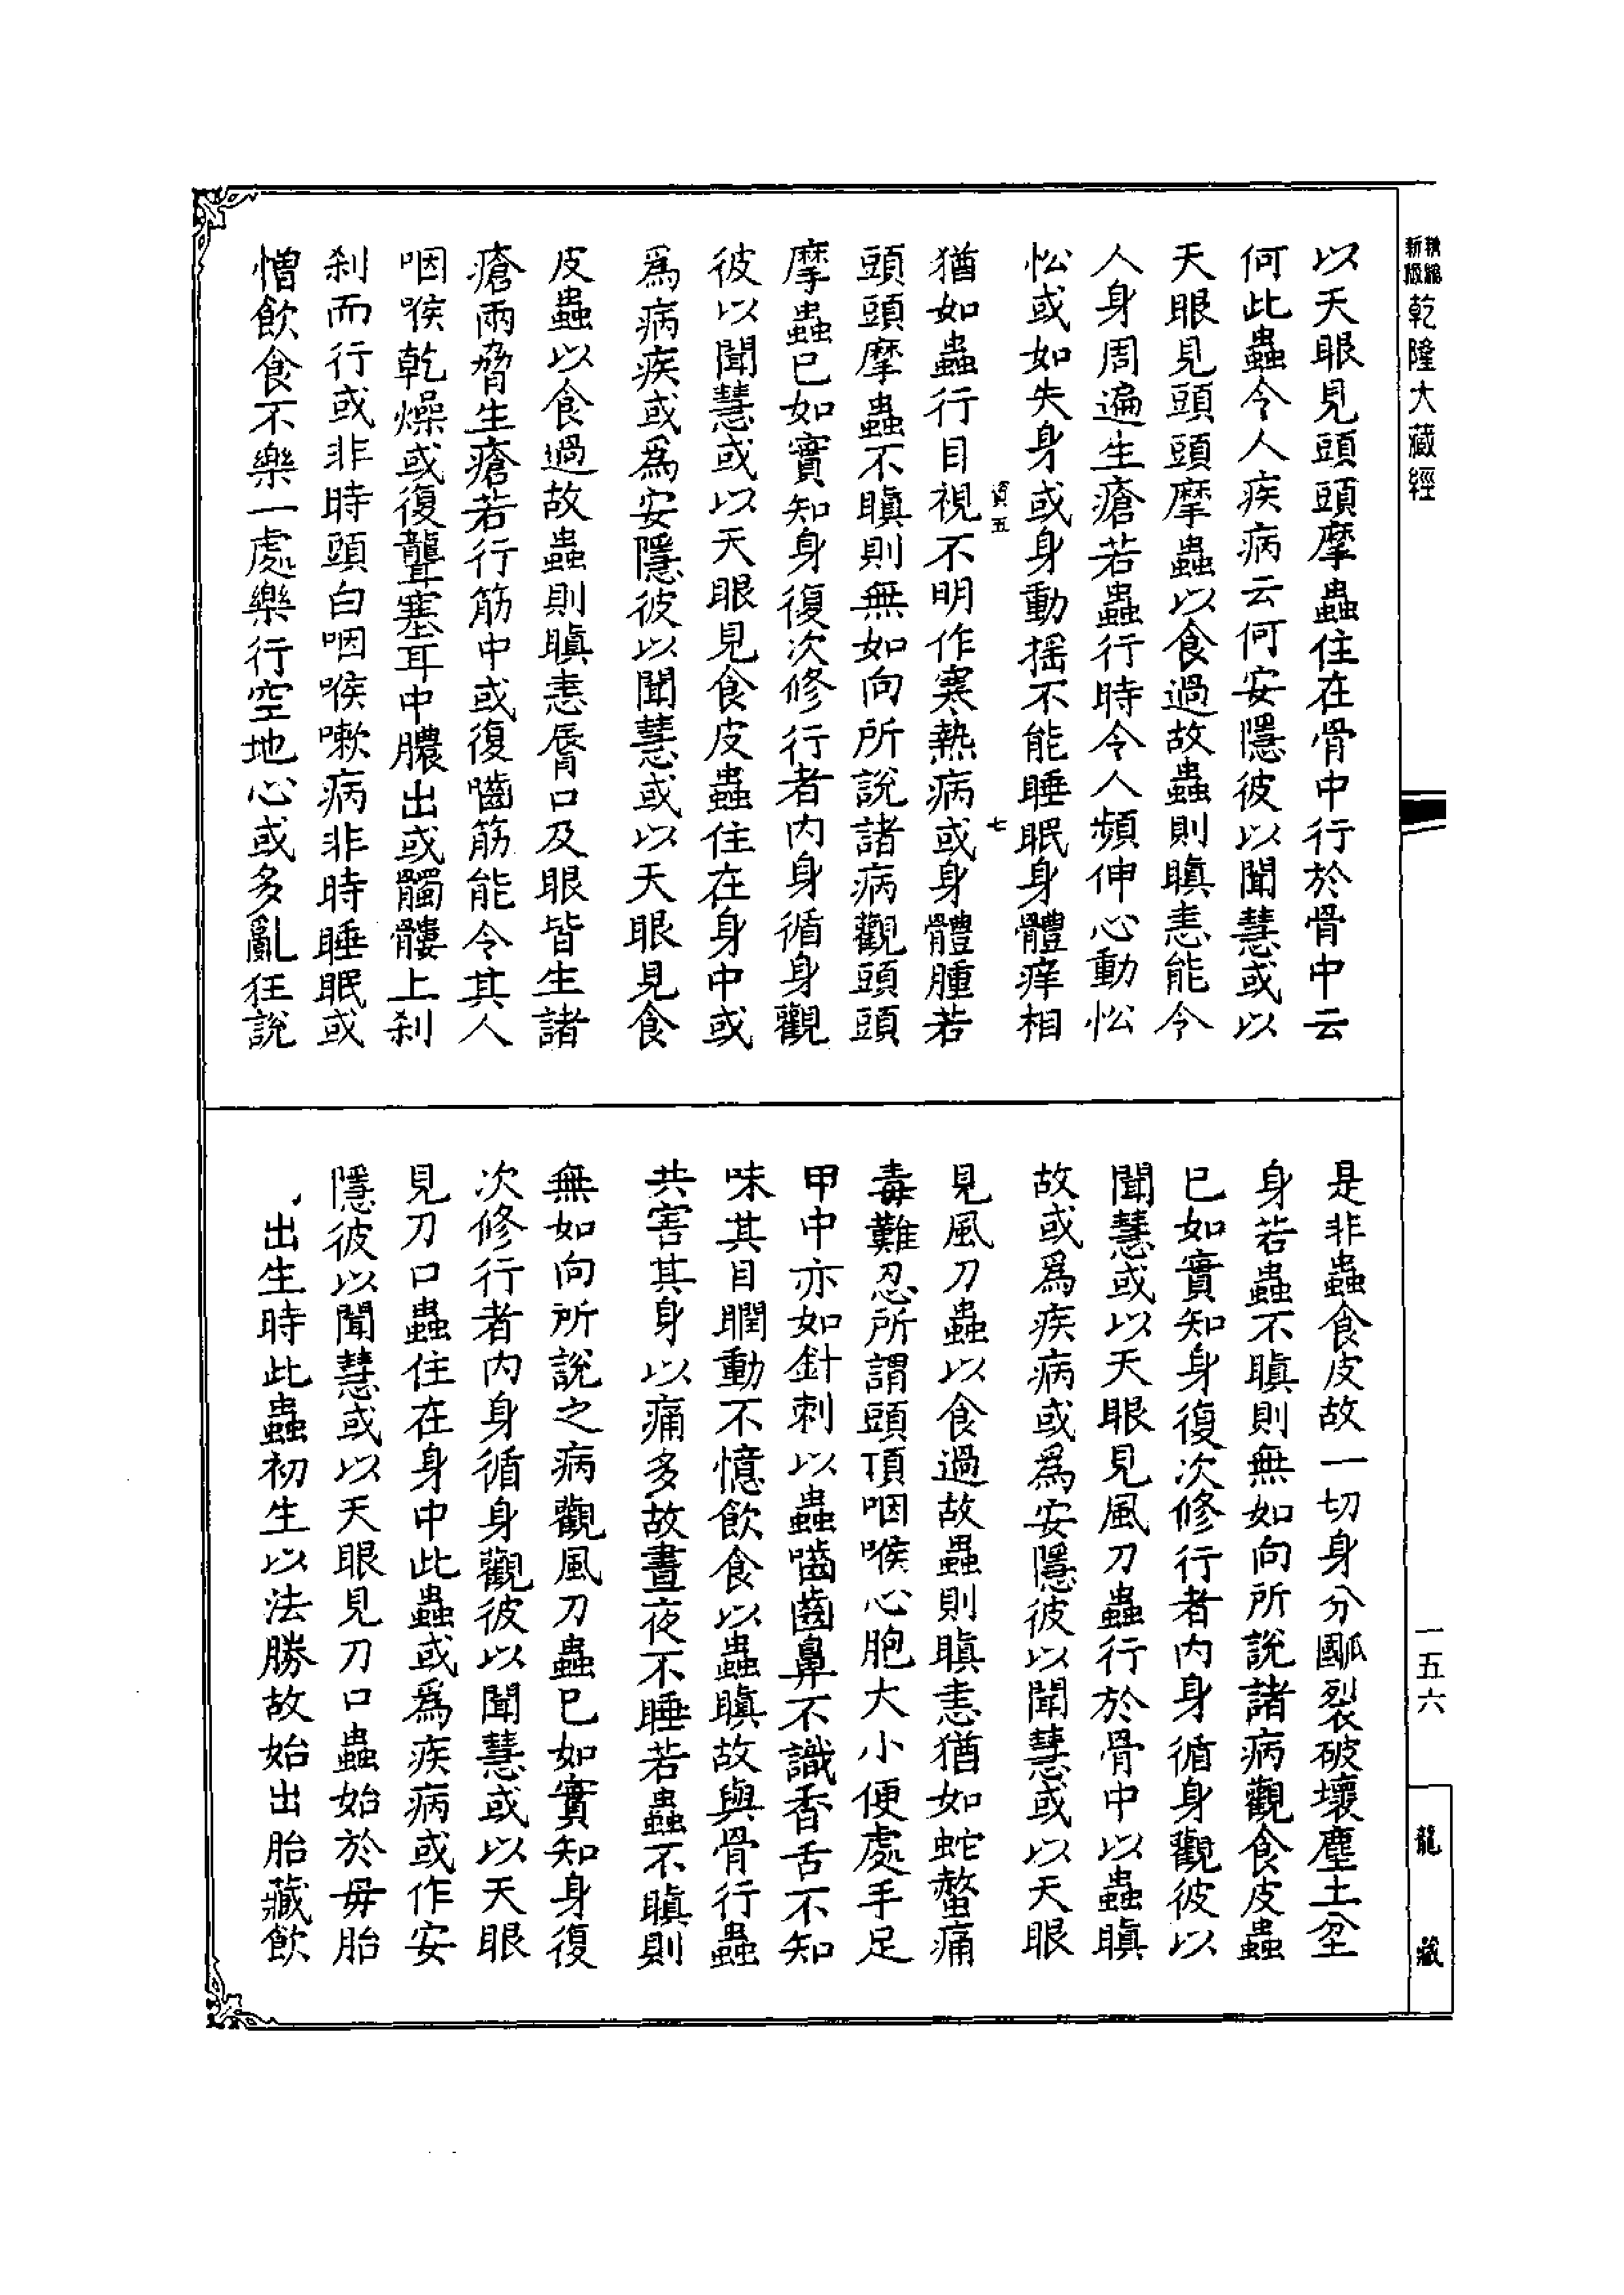 乾隆大藏經
以天眼見頭頭摩蟲住在骨中行於骨中云
何此蟲令人疾病云何安隱彼以聞慧或以
天眼見頭頭摩蟲以食過故蟲則瞋恚能令
人身周遍生瘡若蟲行時令人頻伸心動忪
忪或如失身或身動搖不能睡眠身體痒相
資五
七
猶如蟲行目視不明作寒熱病或身體腫若
頭頭摩蟲不瞋則無如向所說諸病觀頭頭
摩蟲已如實知身復次修行者內身循身觀
彼以聞慧或以天眼見食皮蟲住在身中或
為病疾或為安隱彼以聞慧或以天眼見食
皮蟲以食過故蟲則瞋恚脣口及眼皆生諸
瘡兩脅生瘡若行筋中或復嚙筋能令其人
咽喉乾燥或復聾塞耳中膿出或髑髏上剎
剎而行或非時頭白咽喉嗽病非時睡眠或
憎飲食不樂一處樂行空地心或多亂狂說
是非蟲食皮故一切身分剾裂破壞塵土坌
身若蟲不瞋則無如向所說諸病觀食皮蟲
已如實知身復次修行者內身循身觀彼以
聞慧或以天眼見風刀蟲行於骨中以蟲瞋
故或為疾病或為安隱彼以聞慧或以天眼
見風刀蟲以食過故蟲則瞋恚猶如蛇螫痛
毒難忍所謂頭頂咽喉心胞大小便處手足
甲中亦如針刺以蟲嚙齒鼻不識香舌不知
味其目瞤動不憶飲食以蟲瞋故與骨行蟲
共害其身以痛多故晝夜不睡若蟲不瞋則
無如向所說之病觀風刀蟲已如實知身復
次修行者內身循身觀彼以聞慧或以天眼
見刀口蟲住在身中此蟲或為疾病或作安
隱彼以聞慧或以天眼見刀口蟲始於毋胎
出生時此蟲初生以法勝故始出胎藏飲
一五六
龍藏